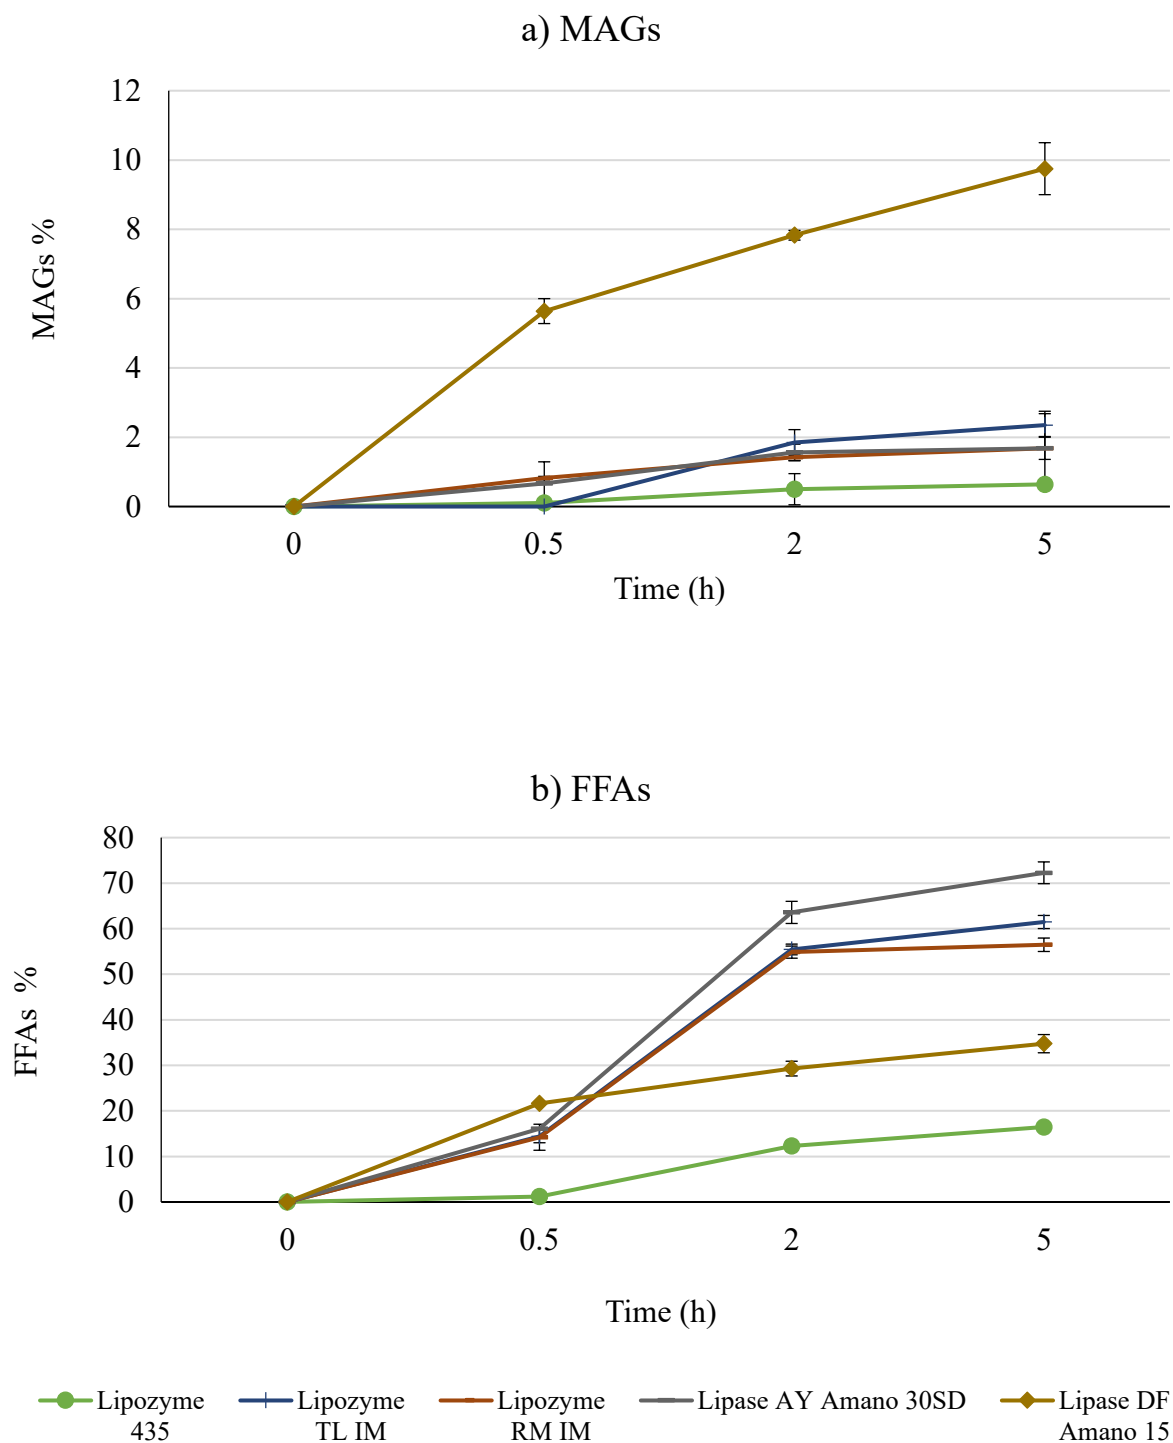 a) MAGs
12
10
8
6
4
2
0
MAGs %
0 0.5 2 5
Time (h)
b) FFAs
80
70
60
50
40
30
20
10
0
FFAs %
0 0.5 2 5
Time (h)
Lipozyme 435
Lipozyme TL IM
Lipozyme RM IM
Lipase AY Amano 30SD
Lipase DF Amano 15